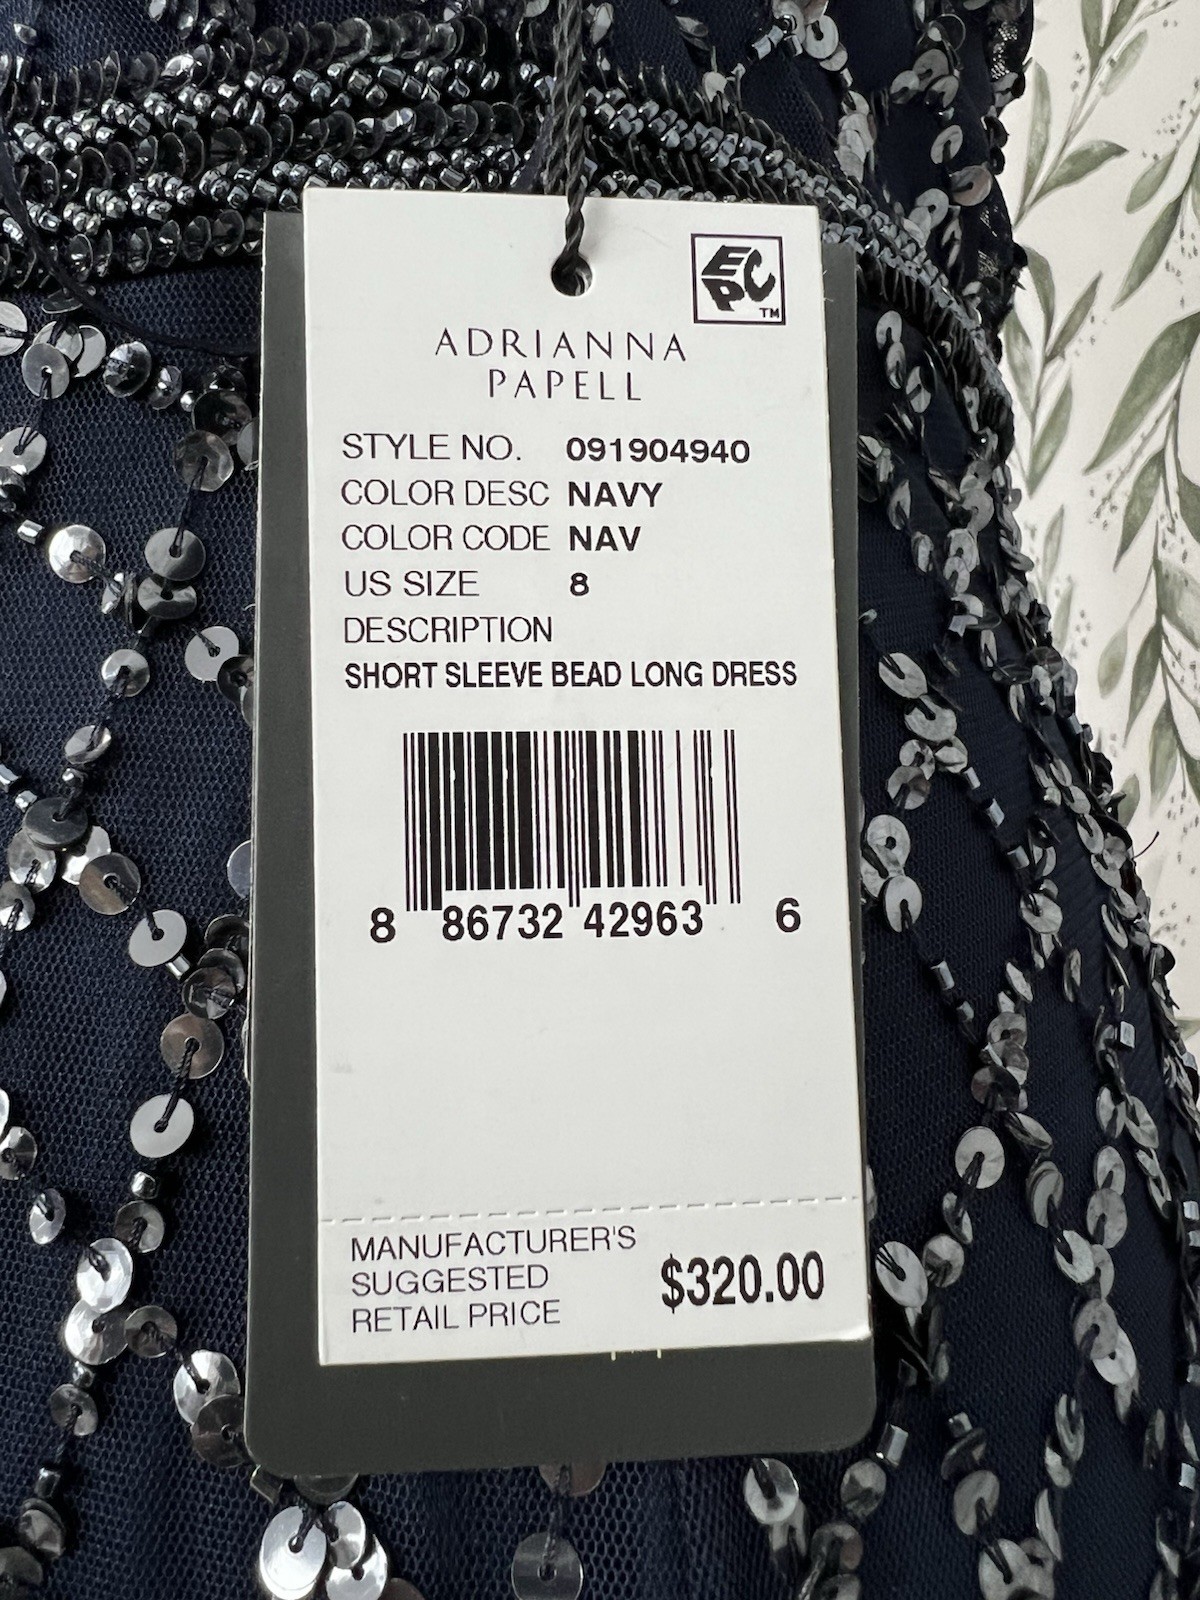 EPC
TM
ADRIANNA
PAPELL
STYLE NO. 091904940
COLOR DESC NAVY
COLOR CODE NAV
US SIZE 8
DESCRIPTION
SHORT SLEEVE BEAD LONG DRESS
8 86732 42963 6
MANUFACTURER'S
SUGGESTED
RETAIL PRICE
$320.00